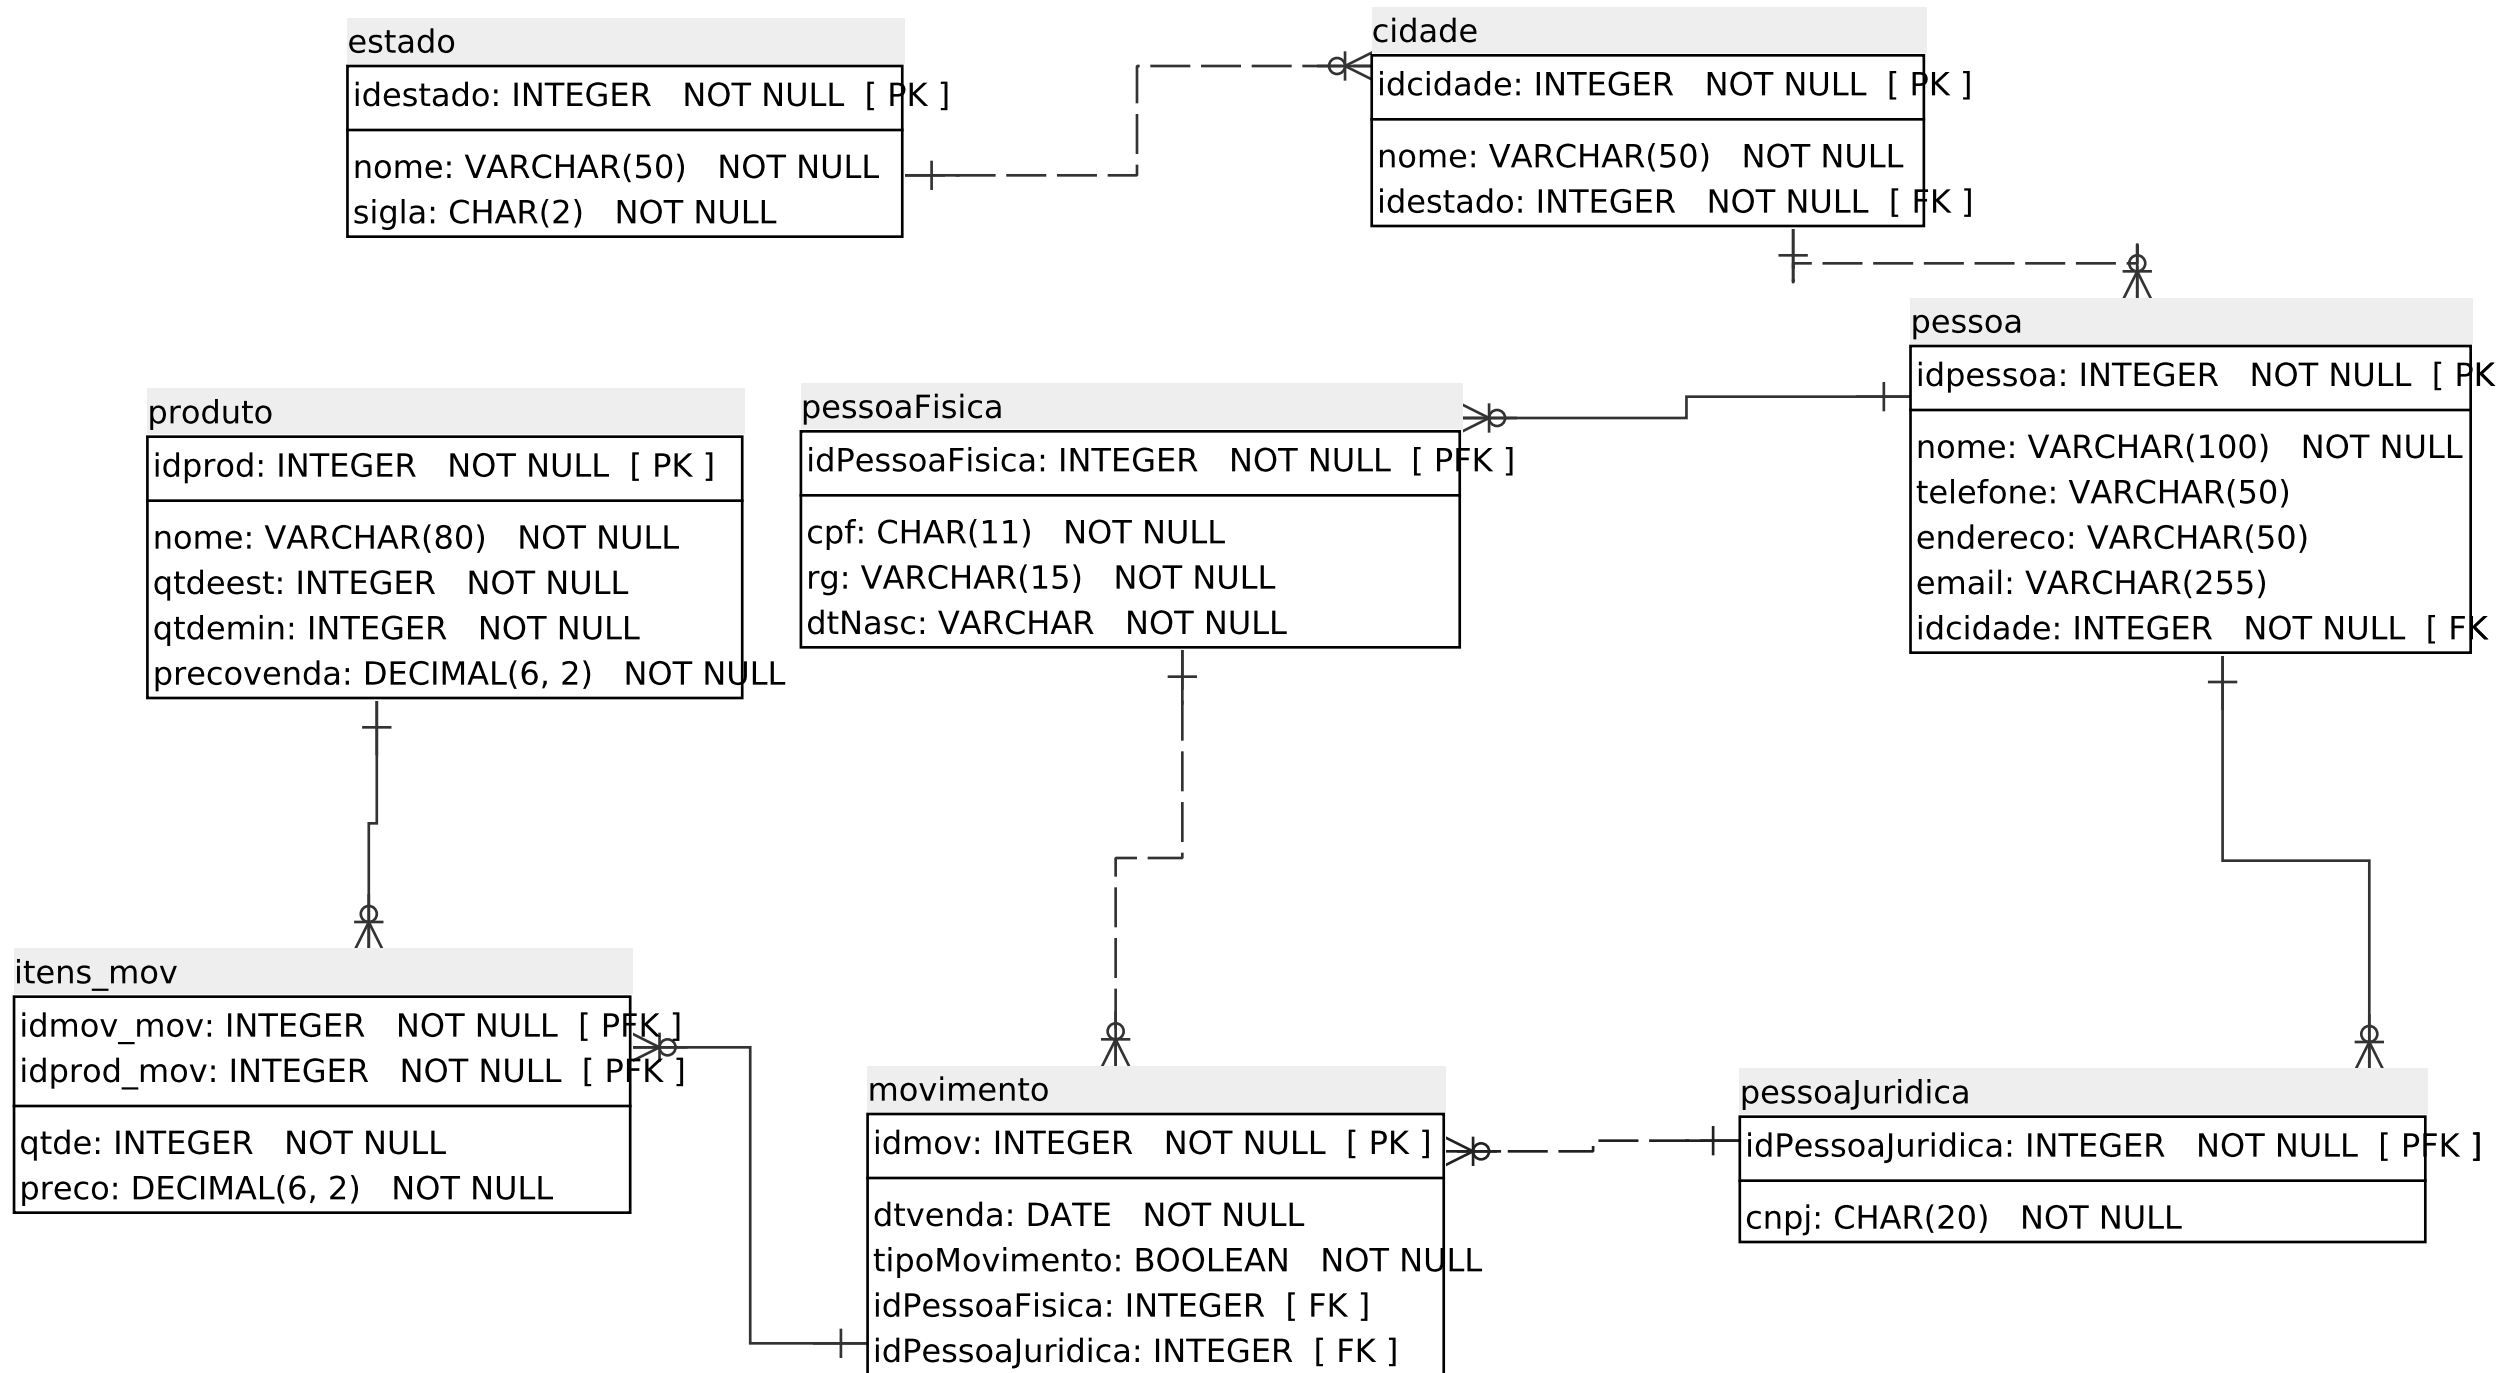 estado
idestado: INTEGER NOT NULL [ PK ]
nome: VARCHAR(50) NOT NULL
sigla: CHAR(2) NOT NULL
cidade
idcidade: INTEGER NOT NULL [ PK ]
nome: VARCHAR(50) NOT NULL
idestado: INTEGER NOT NULL [ FK ]
pessoa
idpessoa: INTEGER NOT NULL [ PK
nome: VARCHAR(100) NOT NULL
telefone: VARCHAR(50)
endereco: VARCHAR(50)
email: VARCHAR(255)
idcidade: INTEGER NOT NULL [ FK
produto
idprod: INTEGER NOT NULL [ PK ]
nome: VARCHAR(80) NOT NULL
qtdeest: INTEGER NOT NULL
qtdemin: INTEGER NOT NULL
precovenda: DECIMAL(6, 2) NOT NULL
pessoaFisica
idPessoaFisica: INTEGER NOT NULL [ PFK ]
cpf: CHAR(11) NOT NULL
rg: VARCHAR(15) NOT NULL
dtNasc: VARCHAR NOT NULL
itens_mov
idmov_mov: INTEGER NOT NULL [ PFK ]
idprod_mov: INTEGER NOT NULL [ PFK ]
qtde: INTEGER NOT NULL
preco: DECIMAL(6, 2) NOT NULL
movimento
idmov: INTEGER NOT NULL [ PK ]
dtvenda: DATE NOT NULL
tipoMovimento: BOOLEAN NOT NULL
idPessoaFisica: INTEGER [ FK ]
idPessoaJuridica: INTEGER [ FK ]
pessoaJuridica
idPessoaJuridica: INTEGER NOT NULL [ PFK ]
cnpj: CHAR(20) NOT NULL